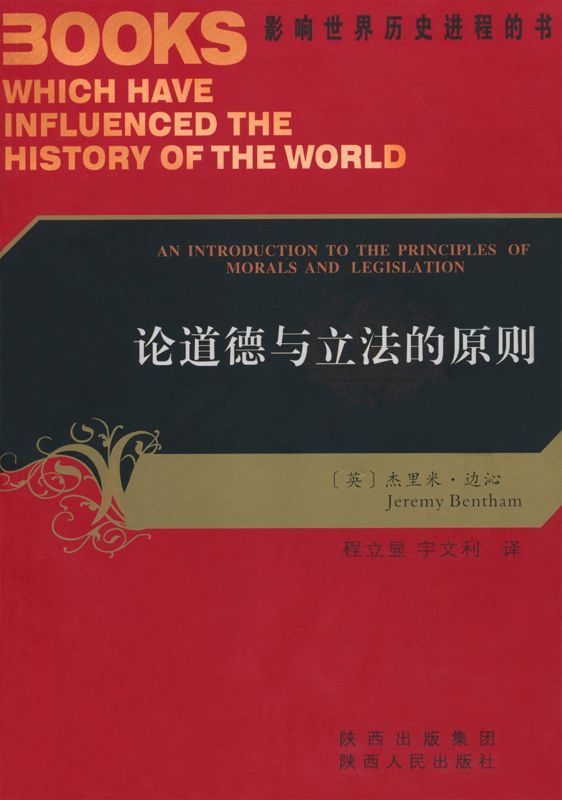 BOOKS 影响世界历史进程的书
WHICH HAVE
INFLUENCED THE
HISTORY OF THE WORLD
AN INTRODUCTION TO THE PRINCIPLES OF
MORALS AND LEGISLATION
论道德与立法的原则
〔英〕杰里米·边沁
Jeremy Bentham
程立显 宇文利 译
陕西出版集团
陕西人民出版社